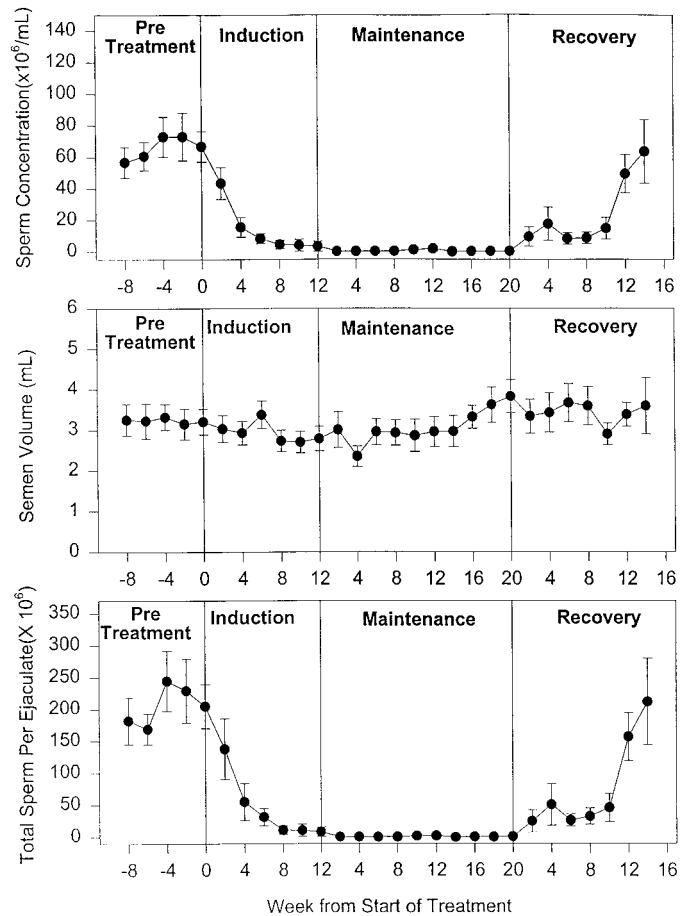 Pre
Treatment
Induction
Maintenance
Recovery
Sperm Concentration(x10⁶/mL)
140
120
100
80
60
40
20
0
-8 -4 0 4 8 12 4 8 12 16 20 4 8 12 16
Pre
Treatment
Induction
Maintenance
Recovery
Semen Volume (mL)
6
5
4
3
2
1
0
-8 -4 0 4 8 12 4 8 12 16 20 4 8 12 16
Pre
Treatment
Induction
Maintenance
Recovery
Total Sperm Per Ejaculate(X 10⁶)
350
300
250
200
150
100
50
0
-8 -4 0 4 8 12 4 8 12 16 20 4 8 12 16
Week from Start of Treatment